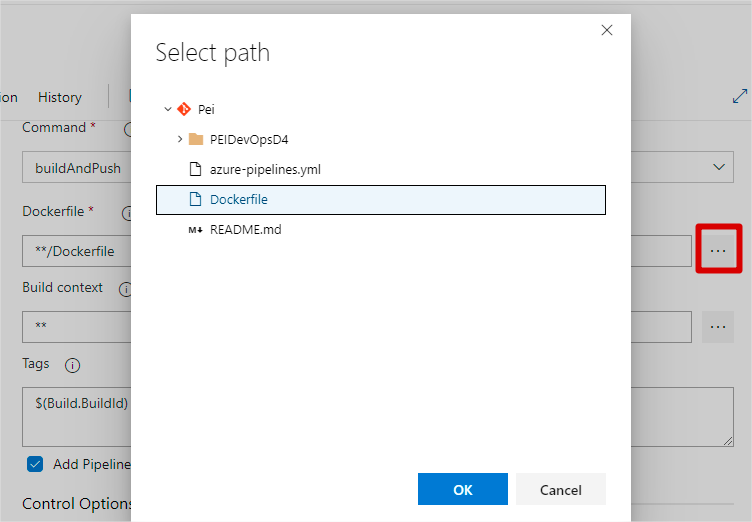 Select path
ion History
Command *
buildAndPush
Dockerfile *
**/Dockerfile
...
Build context
**
...
Tags
$(Build.BuildId)
Add Pipeline
Control Options
Pei
PEIDevOpsD4
azure-pipelines.yml
Dockerfile
M↓ README.md
OK Cancel